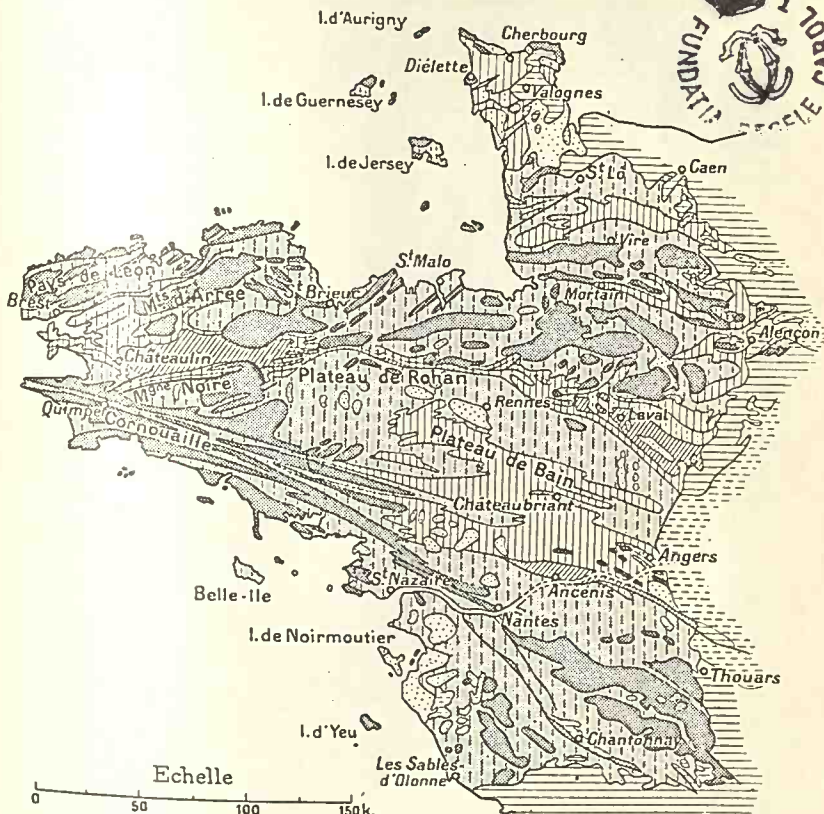 I. d'Aurigny
Cherbourg
Diélette
Valognes
I. de Guernesey
I. de Jersey
St Lô
Caen
Vire
St Malo
Pays de Léon
Brest
Mts d'Arrée
St Brieuc
Mortain
Alençon
Châteaulin
Mgne Noire
Plateau de Rohan
Quimper
Cornouaille
Rennes
Laval
Plateau de Bain
Châteaubriant
Angers
Belle-Ile
St Nazaire
Ancenis
Nantes
I. de Noirmoutier
Thouars
I. d'Yeu
Chantonnay
Les Sables
d'Olonne
Echelle
0 50 100 150 k.
FUNDATIA
CAROL I